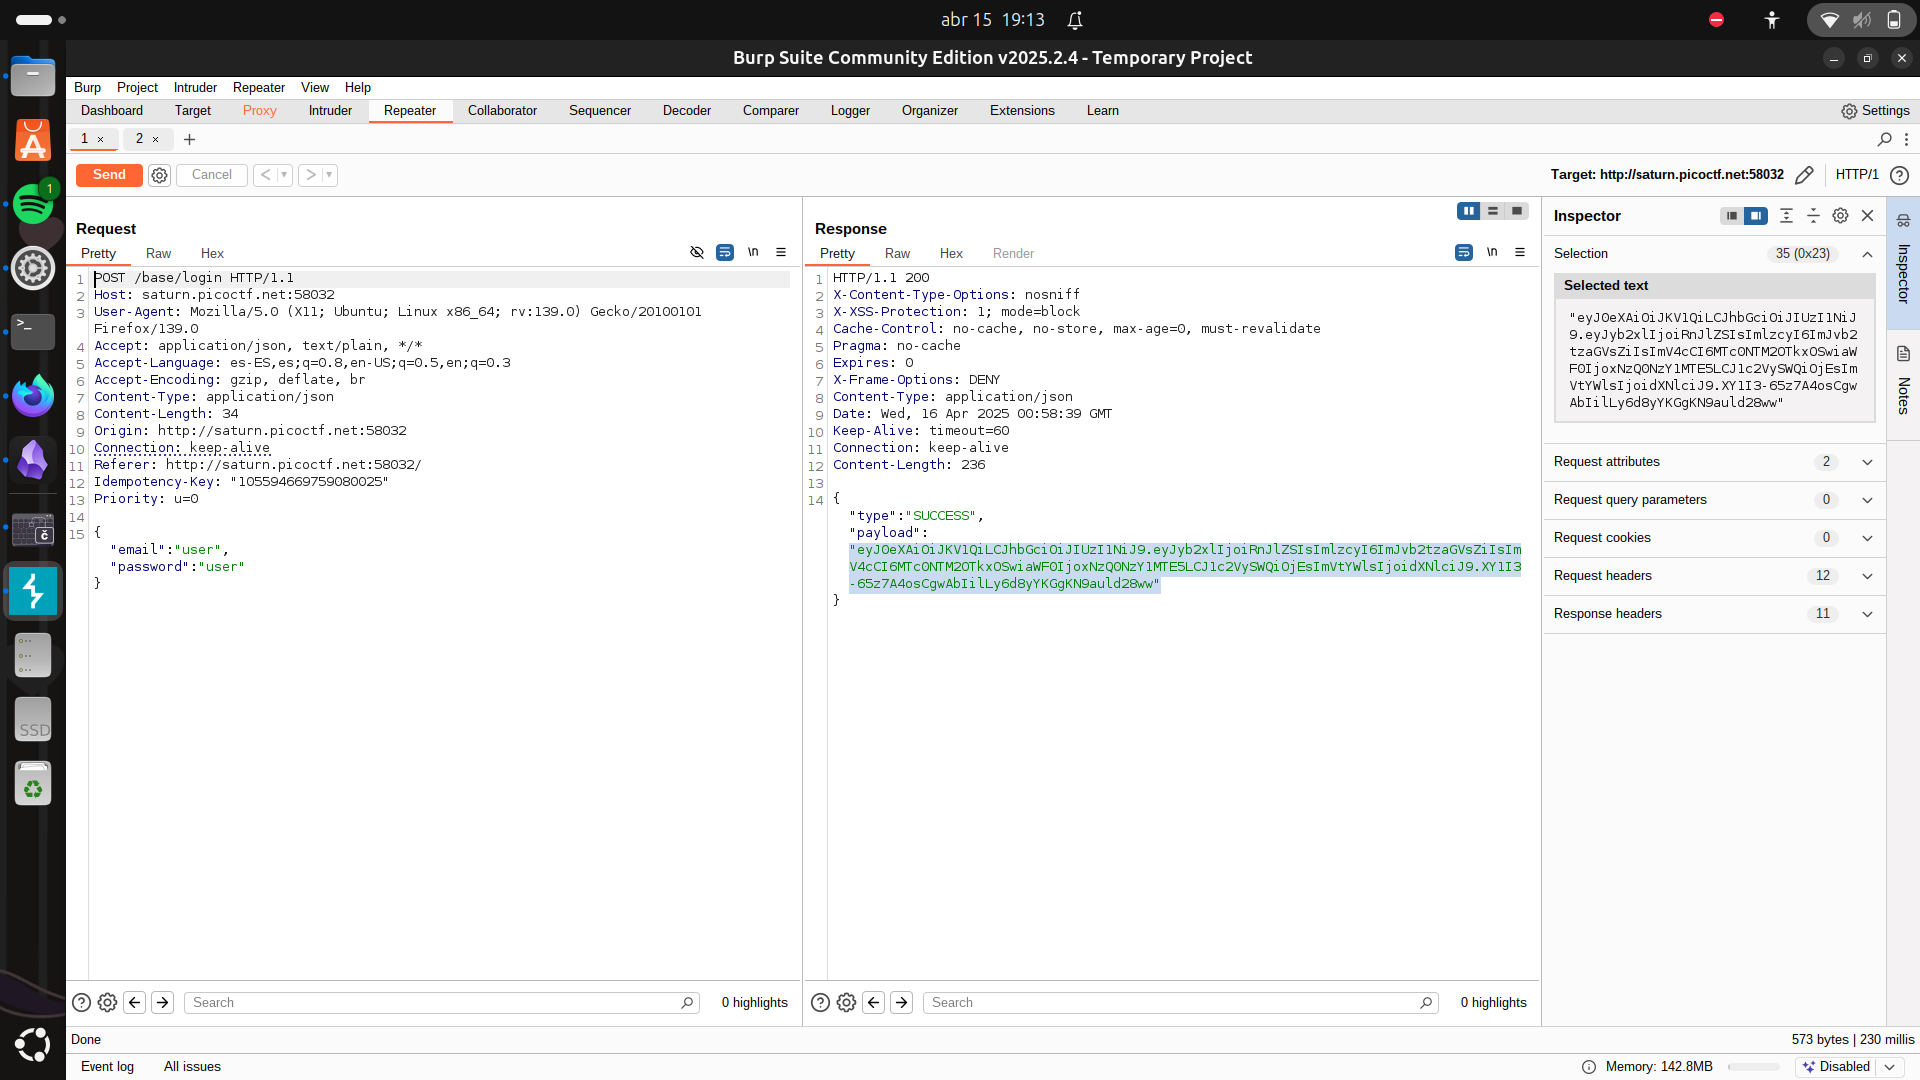 abr 15 19:13
Burp Suite Community Edition v2025.2.4 - Temporary Project
Burp Project Intruder Repeater View Help
Dashboard Target Proxy Intruder Repeater Collaborator Sequencer Decoder Comparer Logger Organizer Extensions Learn Settings
1 × 2 × +
Send Cancel < > Target: http://saturn.picoctf.net:58032 HTTP/1
Request
Pretty Raw Hex \n
1 POST /base/login HTTP/1.1
2 Host: saturn.picoctf.net:58032
3 User-Agent: Mozilla/5.0 (X11; Ubuntu; Linux x86_64; rv:139.0) Gecko/20100101
Firefox/139.0
4 Accept: application/json, text/plain, */*
5 Accept-Language: es-ES,es;q=0.8,en-US;q=0.5,en;q=0.3
6 Accept-Encoding: gzip, deflate, br
7 Content-Type: application/json
8 Content-Length: 34
9 Origin: http://saturn.picoctf.net:58032
10 Connection: keep-alive
11 Referer: http://saturn.picoctf.net:58032/
12 Idempotency-Key: "105594669759080025"
13 Priority: u=0
14
15 {
"email":"user",
"password":"user"
}
Search 0 highlights
Response
Pretty Raw Hex Render \n
1 HTTP/1.1 200
2 X-Content-Type-Options: nosniff
3 X-XSS-Protection: 1; mode=block
4 Cache-Control: no-cache, no-store, max-age=0, must-revalidate
5 Pragma: no-cache
6 Expires: 0
7 X-Frame-Options: DENY
8 Content-Type: application/json
9 Date: Wed, 16 Apr 2025 00:58:39 GMT
10 Keep-Alive: timeout=60
11 Connection: keep-alive
12 Content-Length: 236
13
14 {
"type":"SUCCESS",
"payload":
"eyJ0eXAiOiJKV1QiLCJhbGciOiJIUzI1NiJ9.eyJyb2xlIjoiRnJlZSIsImlzcyI6ImJvb2tzaGVsZiIsIm
V4cCI6MTc0NTM2OTkxOSwiaWF0IjoxNzQ0NzY1MTE5LCJ1c2VySWQiOjEsImVtYWlsIjoidXNlciJ9.XY1I3
-65z7A4osCgwAbIilLy6d8yYKGgKN9auld28ww"
}
Search 0 highlights
Inspector
Selection 35 (0x23)
Selected text
"eyJ0eXAiOiJKV1QiLCJhbGciOiJIUzI1NiJ
9.eyJyb2xlIjoiRnJlZSIsImlzcyI6ImJvb2
tzaGVsZiIsImV4cCI6MTc0NTM2OTkxOSwiaW
F0IjoxNzQ0NzY1MTE5LCJ1c2VySWQiOjEsIm
VtYWlsIjoidXNlciJ9.XY1I3-65z7A4osCgw
AbIilLy6d8yYKGgKN9auld28ww"
Request attributes 2
Request query parameters 0
Request cookies 0
Request headers 12
Response headers 11
Inspector
Notes
Done 573 bytes | 230 millis
Event log All issues Memory: 142.8MB Disabled
1
>_
č
SSD